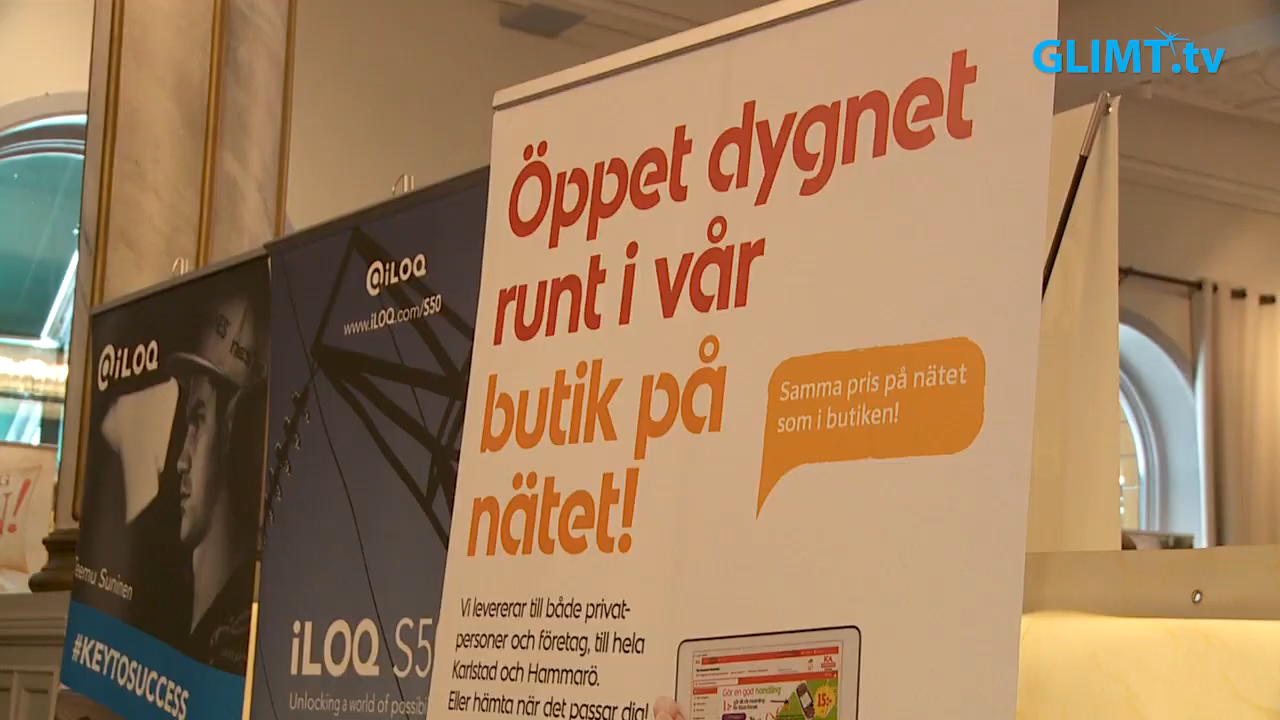 GLIMT.tv
Öppet dygnet
runt i vår
butik på
nätet!
Samma pris på nätet
som i butiken!
Vi levererar till både privat-
personer och företag, till hela
Karlstad och Hammarö.
Eller hämta när det passar dig!
Gör en god handling
15:-
@iLOQ
www.iLOQ.com/S50
iLOQ S50
Unlocking a world of
@iLOQ
Teemu Suninen
#KEYTOSUCCESS